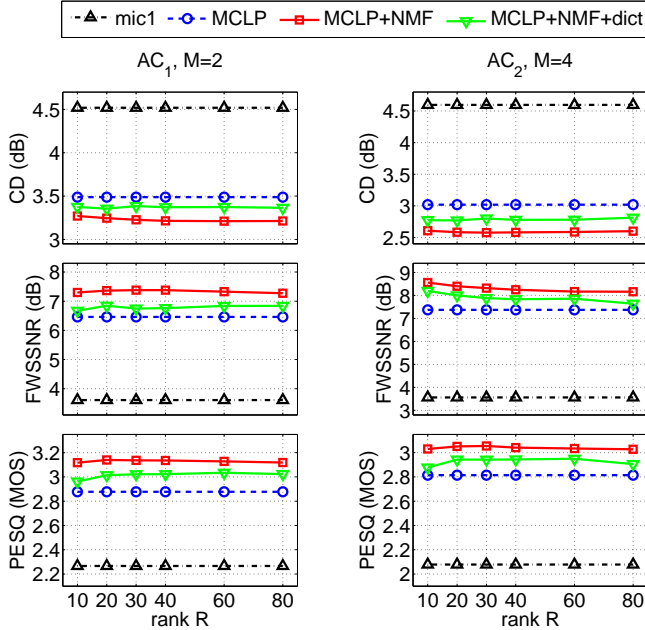 mic1 MCLP MCLP+NMF MCLP+NMF+dict
AC1, M=2
AC2, M=4
4.5
4
3.5
3
CD (dB)
4.5
4
3.5
3
2.5
CD (dB)
8
7
6
5
4
FWSSNR (dB)
9
8
7
6
5
4
3
FWSSNR (dB)
3.2
3
2.8
2.6
2.4
2.2
PESQ (MOS)
10 20 30 40 60 80
rank R
3
2.8
2.6
2.4
2.2
2
PESQ (MOS)
10 20 30 40 60 80
rank R